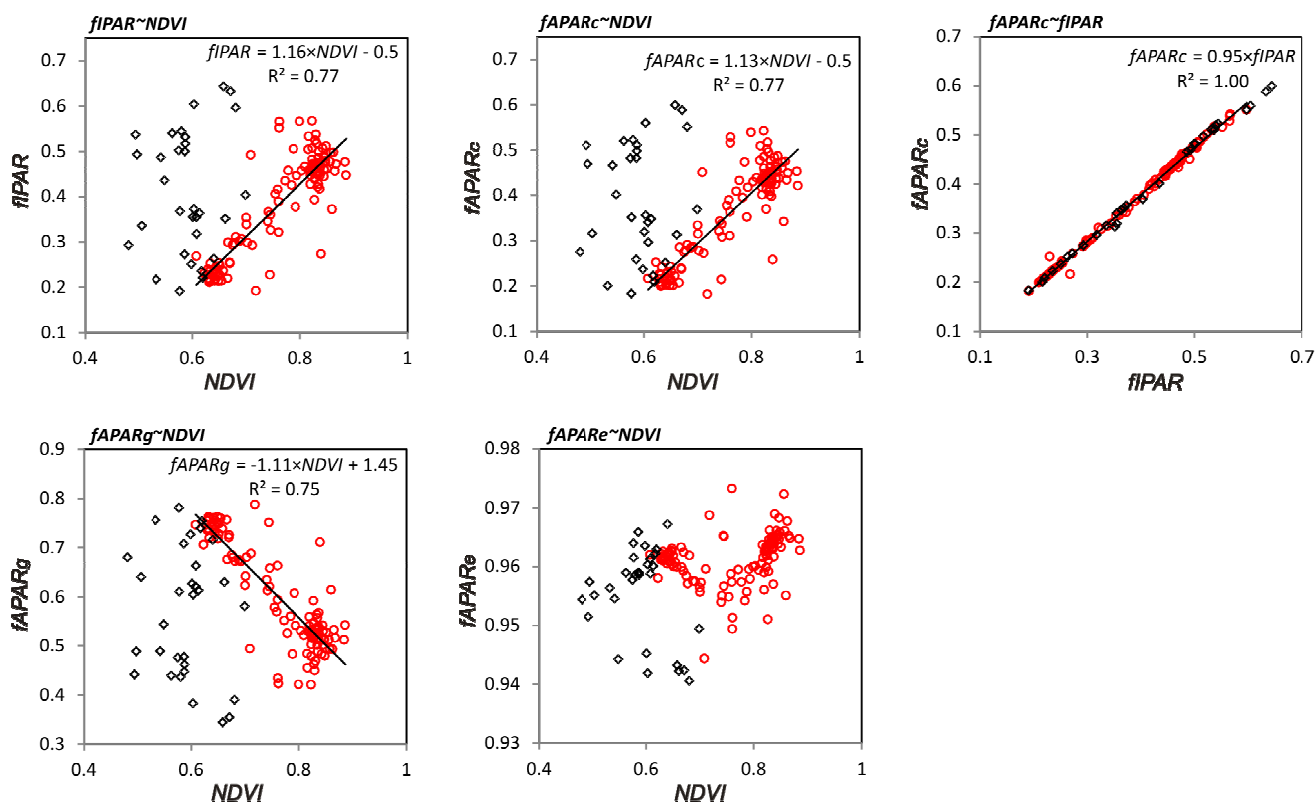 fIPAR~NDVI
fIPAR = 1.16×NDVI - 0.5
R² = 0.77
0.7
0.6
0.5
0.4
0.3
0.2
0.1
fIPAR
0.4
0.6
0.8
1
NDVI
fAPARc~NDVI
fAPARc = 1.13×NDVI - 0.5
R² = 0.77
0.7
0.6
0.5
0.4
0.3
0.2
0.1
fAPARc
0.4
0.6
0.8
1
NDVI
fAPARc~fIPAR
fAPARc = 0.95×fIPAR
R² = 1.00
0.7
0.6
0.5
0.4
0.3
0.2
0.1
fAPARc
0.1
0.3
0.5
0.7
fIPAR
fAPARg~NDVI
fAPARg = -1.11×NDVI + 1.45
R² = 0.75
0.9
0.8
0.7
0.6
0.5
0.4
0.3
fAPARg
0.4
0.6
0.8
1
NDVI
fAPARe~NDVI
0.98
0.97
0.96
0.95
0.94
0.93
fAPARe
0.4
0.6
0.8
1
NDVI